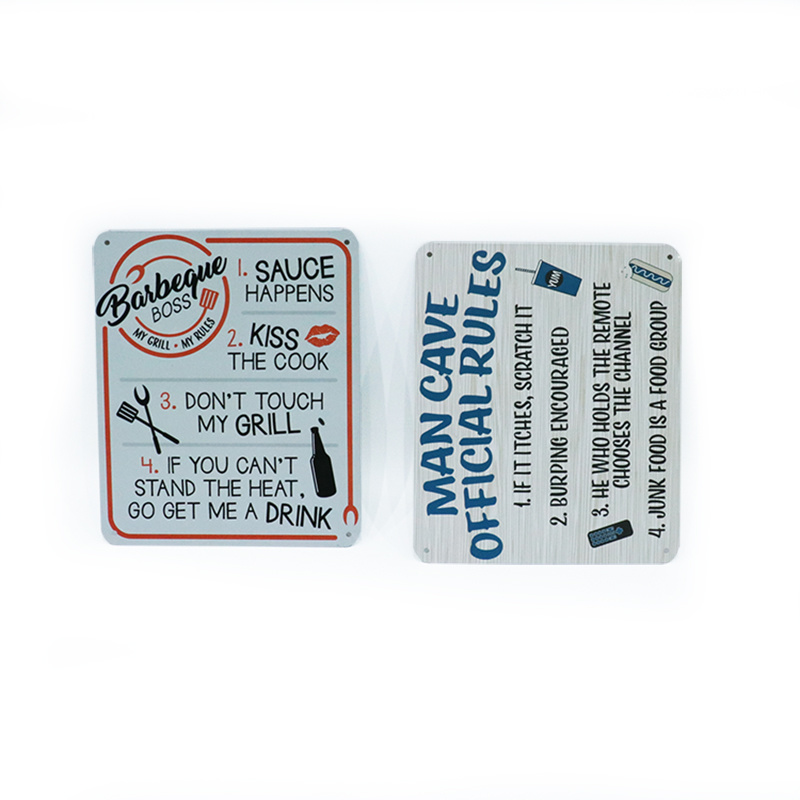 Barbeque
BOSS
MY GRILL • MY RULES
1. SAUCE
HAPPENS
2. KISS
THE COOK
3. DON'T TOUCH
MY GRILL
4. IF YOU CAN'T
STAND THE HEAT,
GO GET ME A DRINK
MAN CAVE
OFFICIAL RULES
YUM
1. IF IT ITCHES, SCRATCH IT
2. BURPING ENCOURAGED
3. HE WHO HOLDS THE REMOTE
CHOOSES THE CHANNEL
4. JUNK FOOD IS A FOOD GROUP